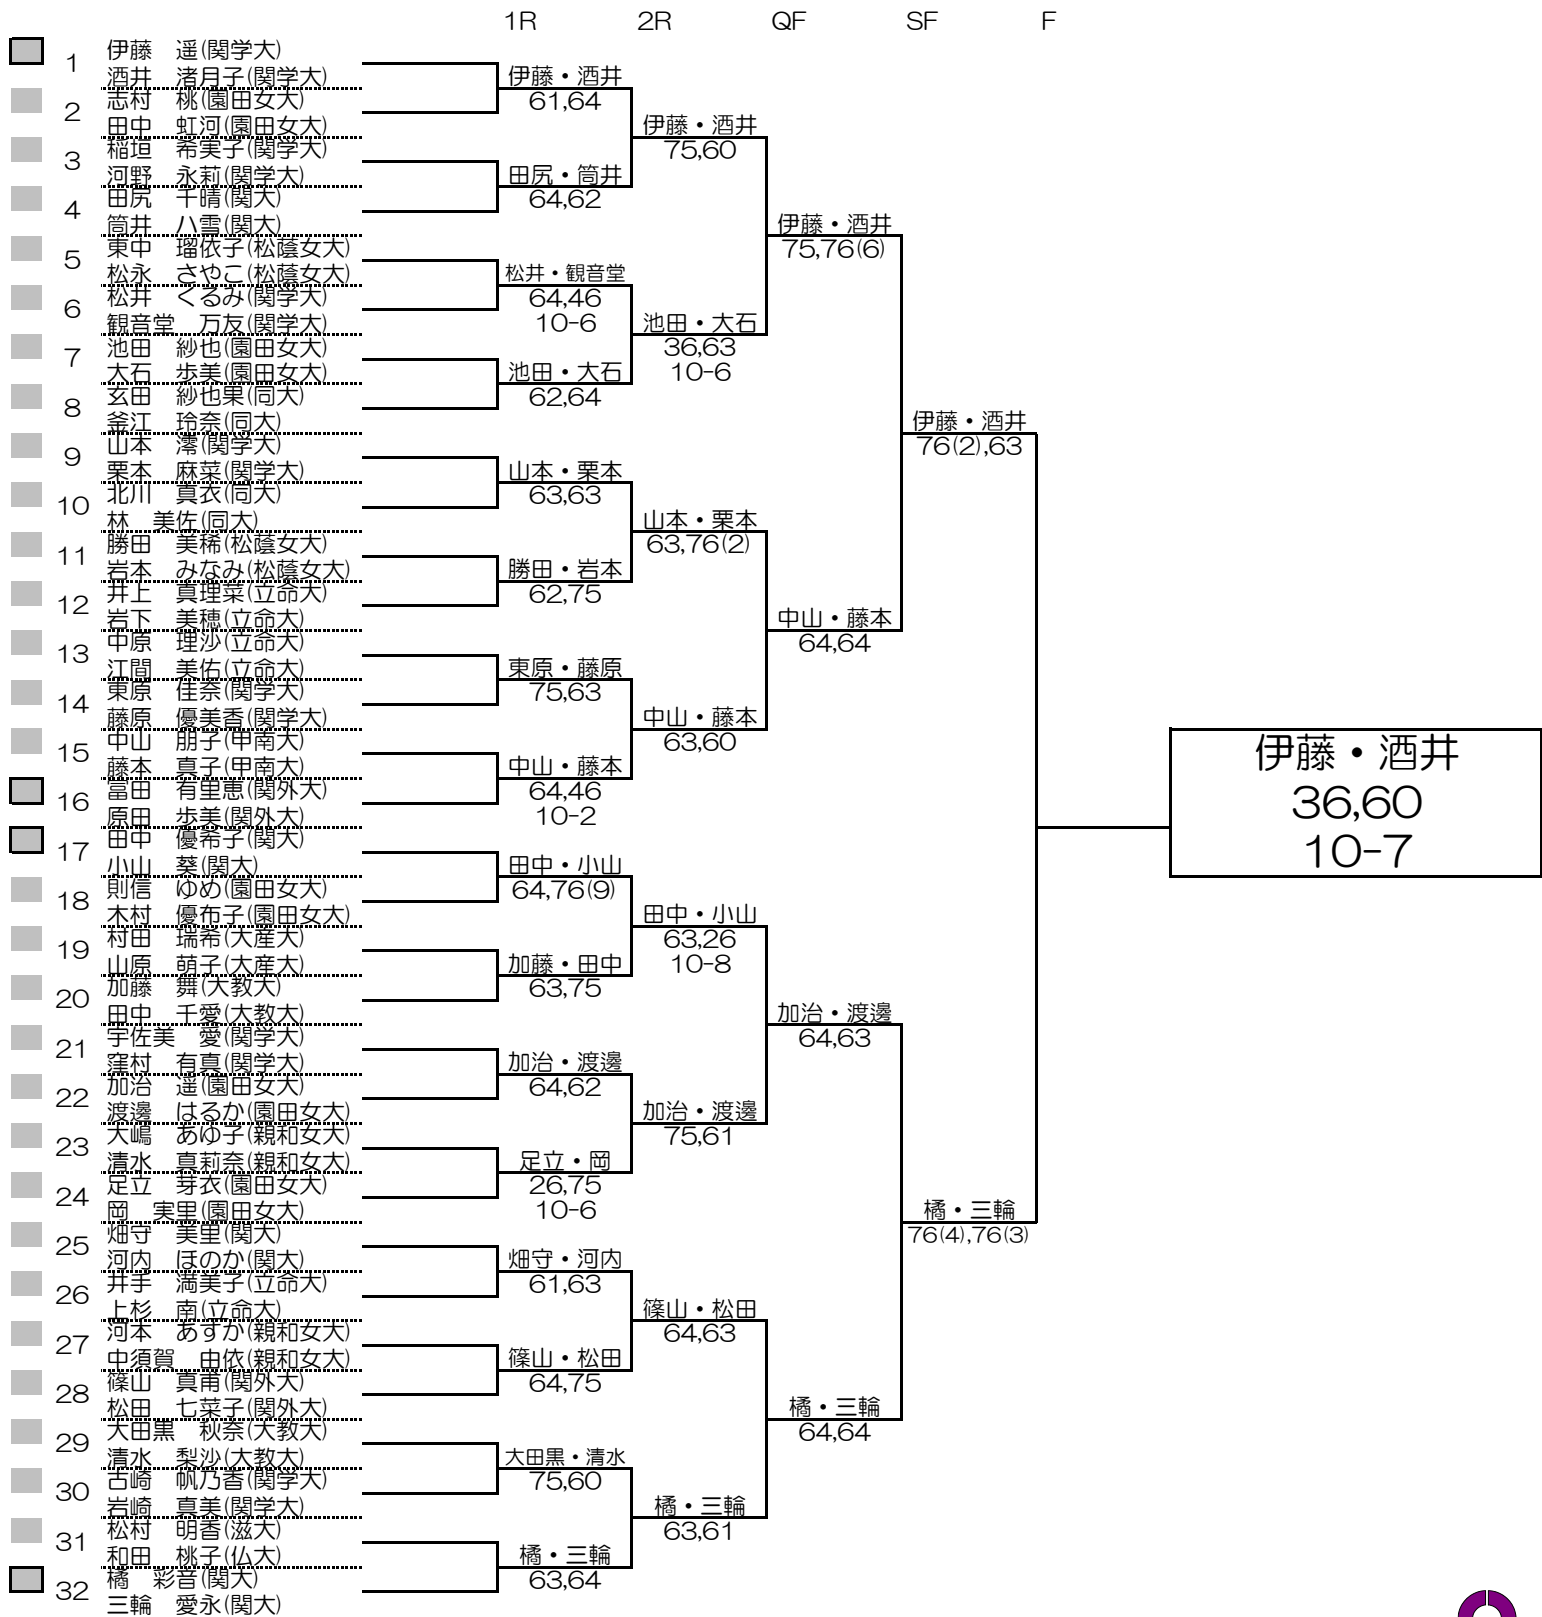 1R 2R QF SF F
1 伊藤 遥(関学大)
酒井 渚月子(関学大)
2 志村 桃(園田女大)
田中 虹河(園田女大)
3 稲垣 希実子(関学大)
河野 永莉(関学大)
4 田尻 千晴(関大)
筒井 八雪(関大)
5 東中 瑠依子(松蔭女大)
松永 さやこ(松蔭女大)
6 松井 くるみ(関学大)
観音堂 万友(関学大)
7 池田 紗也(園田女大)
大石 歩美(園田女大)
8 玄田 紗也果(同大)
釜江 玲奈(同大)
9 山本 澪(関学大)
栗本 麻菜(関学大)
10 北川 真衣(同大)
林 美佐(同大)
11 勝田 美稀(松蔭女大)
岩本 みなみ(松蔭女大)
12 井上 真理菜(立命大)
岩下 美穂(立命大)
13 中原 理沙(立命大)
江間 美佑(立命大)
14 東原 佳奈(関学大)
藤原 優美香(関学大)
15 中山 朋子(甲南大)
藤本 真子(甲南大)
16 冨田 有里恵(関外大)
原田 歩美(関外大)
17 田中 優希子(関大)
小山 葵(関大)
18 則信 ゆめ(園田女大)
木村 優布子(園田女大)
19 村田 瑞希(大産大)
山原 萌子(大産大)
20 加藤 舞(大教大)
田中 千愛(大教大)
21 宇佐美 愛(関学大)
窪村 有真(関学大)
22 加治 遥(園田女大)
渡邊 はるか(園田女大)
23 大嶋 あゆ子(親和女大)
清水 真莉奈(親和女大)
24 足立 芽衣(園田女大)
岡 実里(園田女大)
25 畑守 美里(関大)
河内 ほのか(関大)
26 井手 満美子(立命大)
上杉 南(立命大)
27 河本 あすか(親和女大)
中須賀 由依(親和女大)
28 篠山 真甫(関外大)
松田 七菜子(関外大)
29 大田黒 秋奈(大教大)
清水 梨沙(大教大)
30 古崎 帆乃香(関学大)
岩崎 真美(関学大)
31 松村 明香(滋大)
和田 桃子(仏大)
32 橘 彩音(関大)
三輪 愛永(関大)
伊藤・酒井
61,64
田尻・筒井
64,62
松井・観音堂
64,46
10-6
池田・大石
62,64
山本・栗本
63,63
勝田・岩本
62,75
東原・藤原
75,63
中山・藤本
64,46
10-2
田中・小山
64,76(9)
加藤・田中
63,75
加治・渡邊
64,62
足立・岡
26,75
10-6
畑守・河内
61,63
篠山・松田
64,75
大田黒・清水
75,60
橘・三輪
63,64
伊藤・酒井
75,60
池田・大石
36,63
10-6
山本・栗本
63,76(2)
中山・藤本
63,60
田中・小山
63,26
10-8
加治・渡邊
75,61
篠山・松田
64,63
橘・三輪
63,61
伊藤・酒井
75,76(6)
中山・藤本
64,64
加治・渡邊
64,63
橘・三輪
64,64
伊藤・酒井
76(2),63
橘・三輪
76(4),76(3)
伊藤・酒井
36,60
10-7